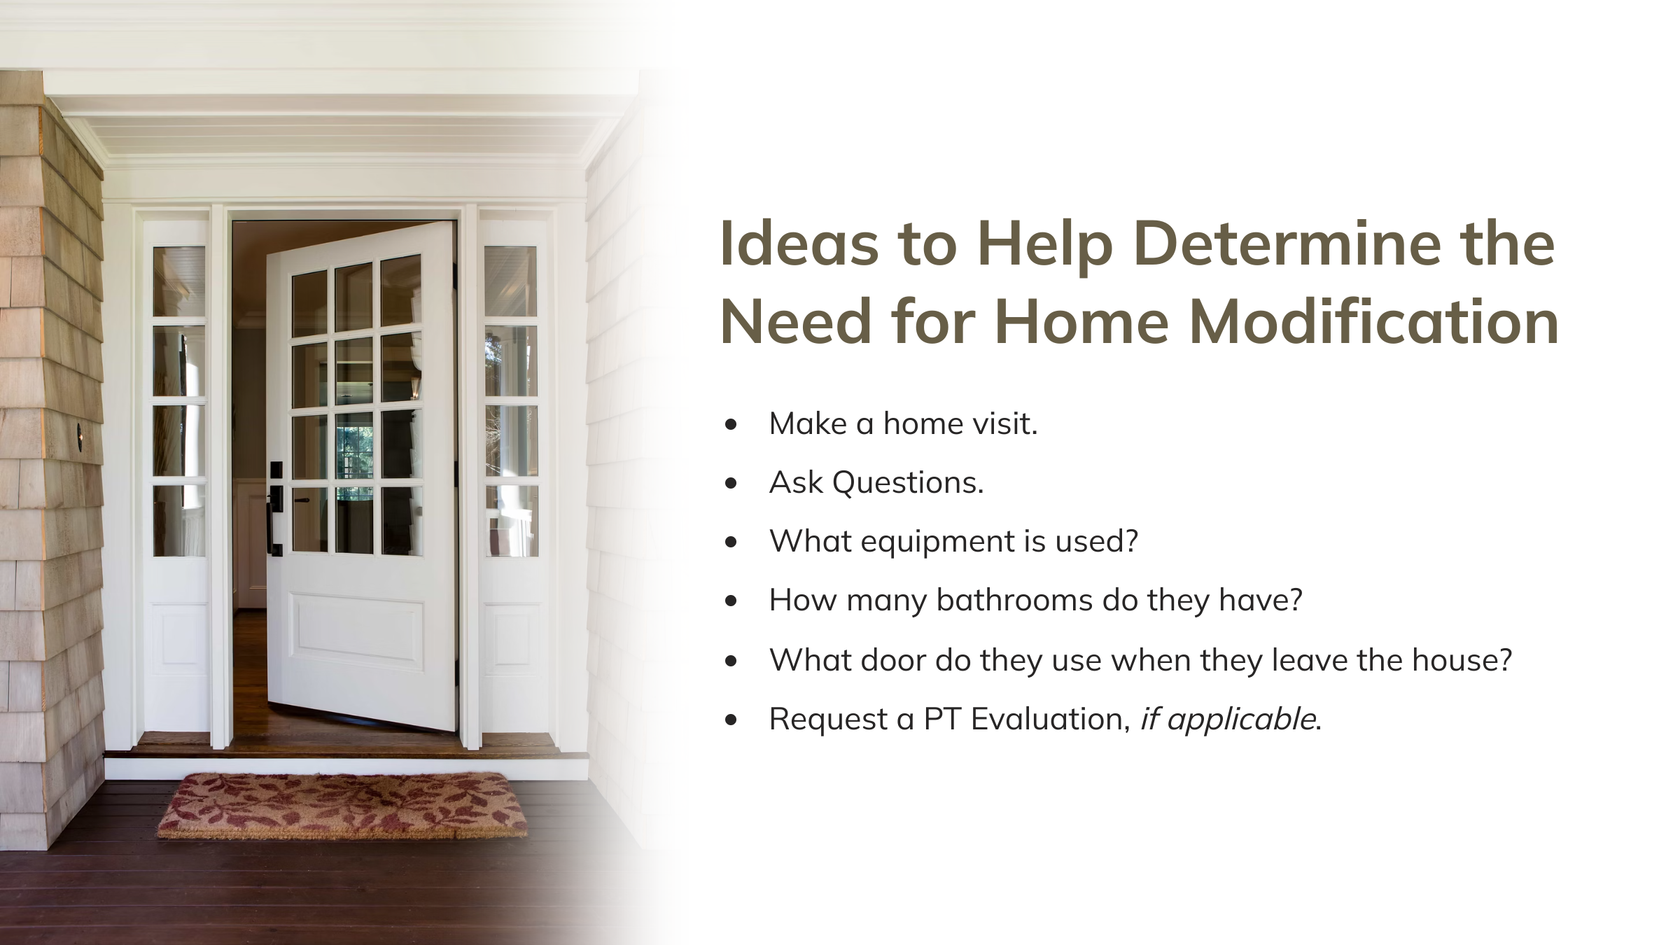 Ideas to Help Determine the
Need for Home Modification
• Make a home visit.
• Ask Questions.
• What equipment is used?
• How many bathrooms do they have?
• What door do they use when they leave the house?
• Request a PT Evaluation, if applicable.